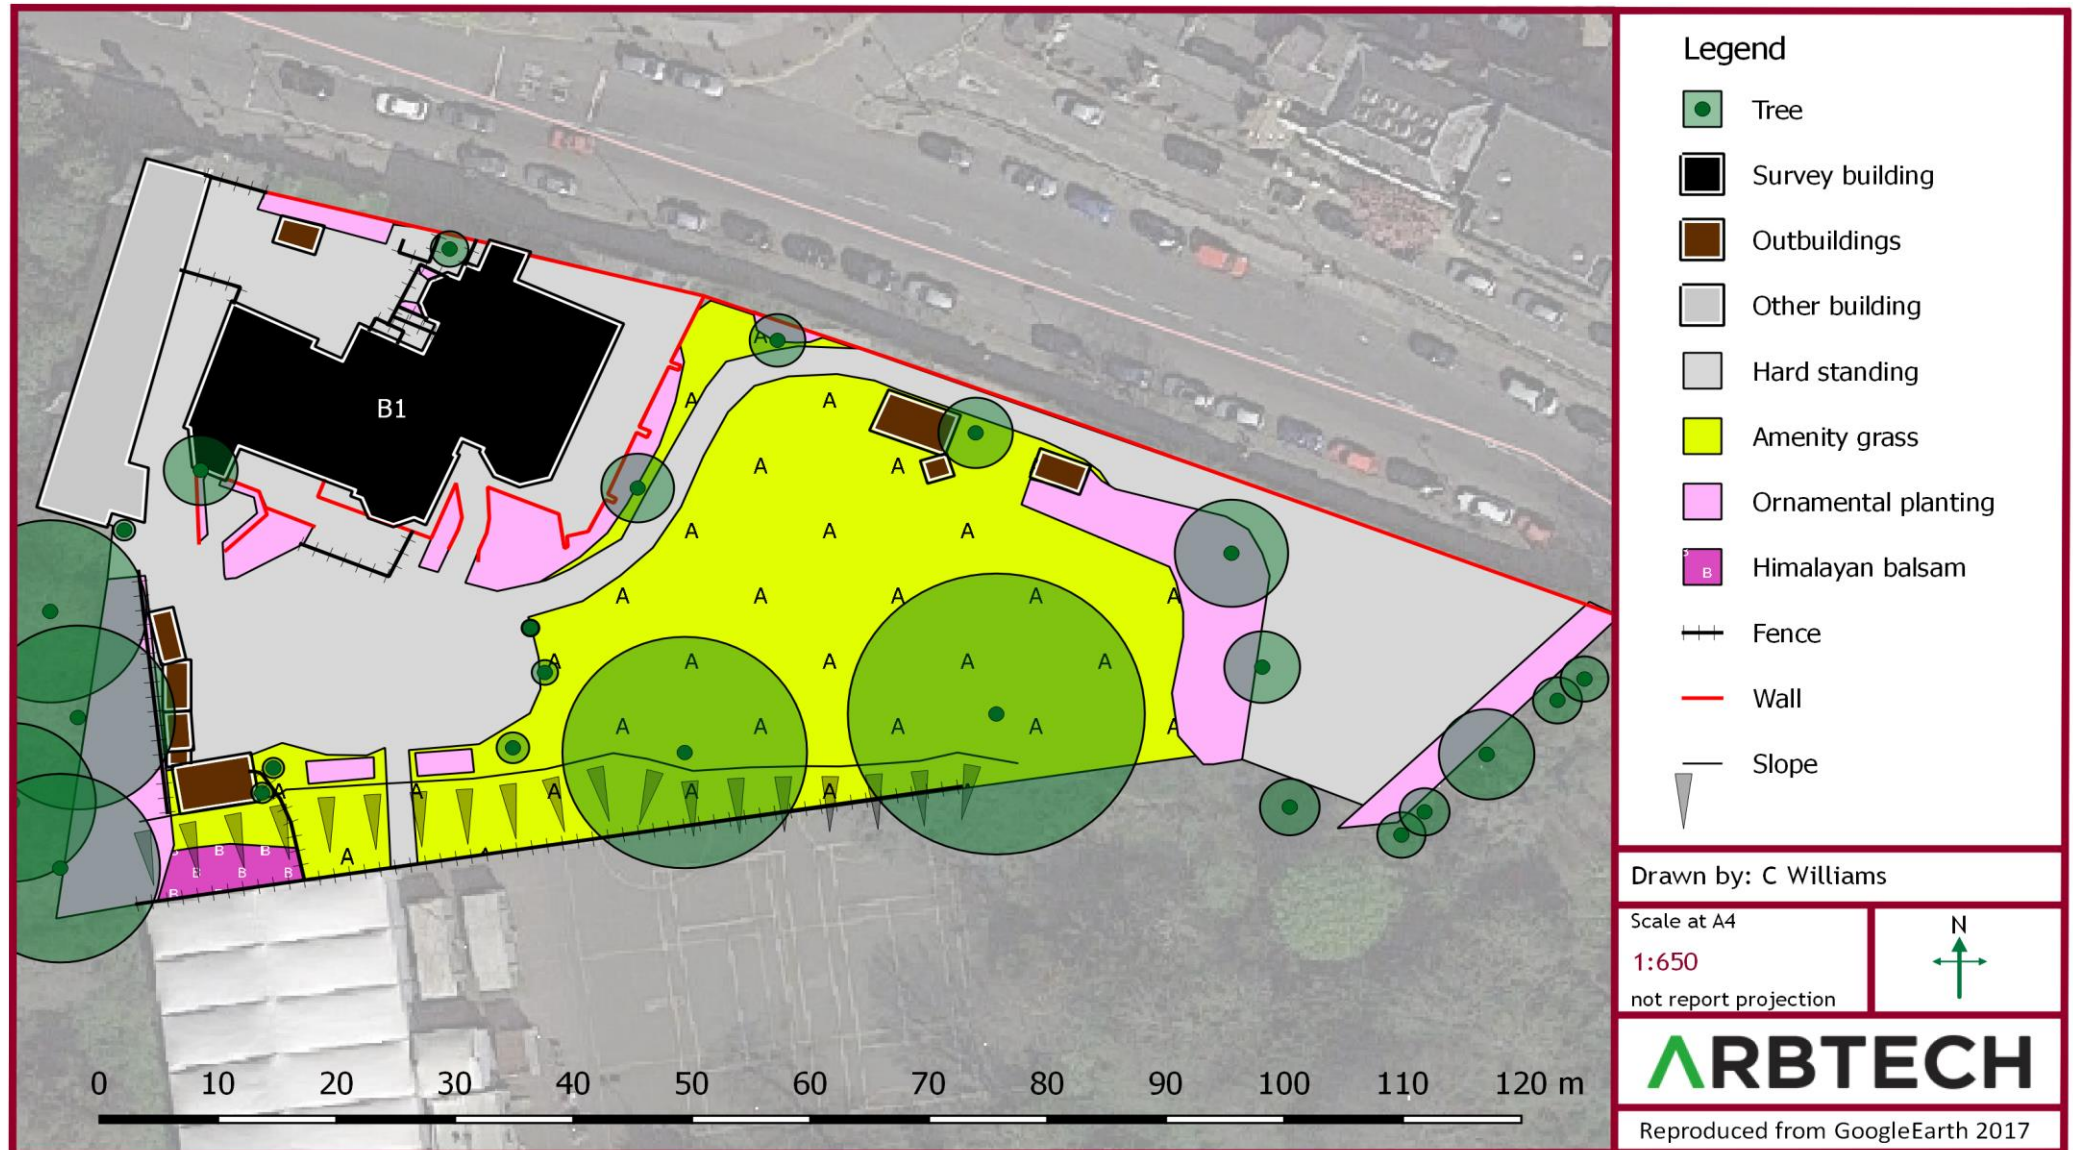 Legend
Tree
Survey building
Outbuildings
Other building
Hard standing
Amenity grass
Ornamental planting
B
Himalayan balsam
Fence
Wall
Slope
Drawn by: C Williams
Scale at A4
1:650
not report projection
N
ARBTECH
Reproduced from GoogleEarth 2017
B1
A
A A A
A A
A A A
A A A A A
A A A A A
A A A A A
A A A A A
A A
B B B
B B B
B
0 10 20 30 40 50 60 70 80 90 100 110 120 m